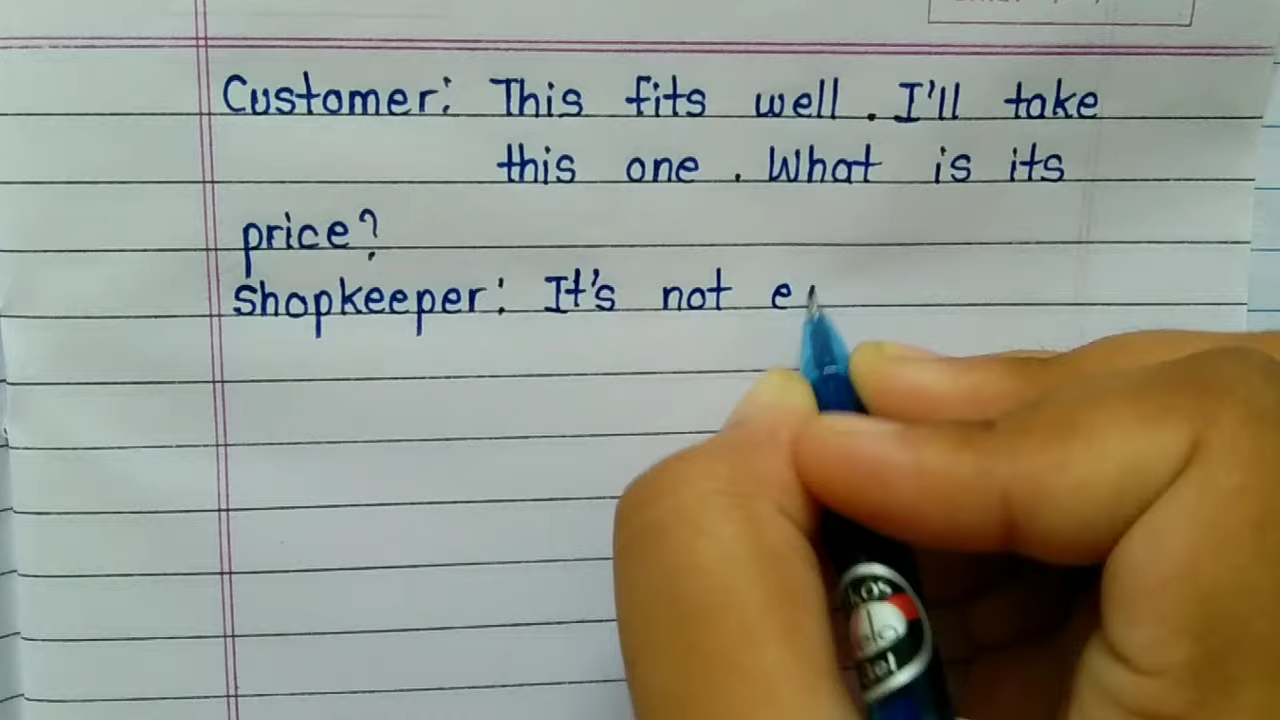 Customer: This fits well. I'll take
this one. What is its
price?
Shopkeeper: It's not e